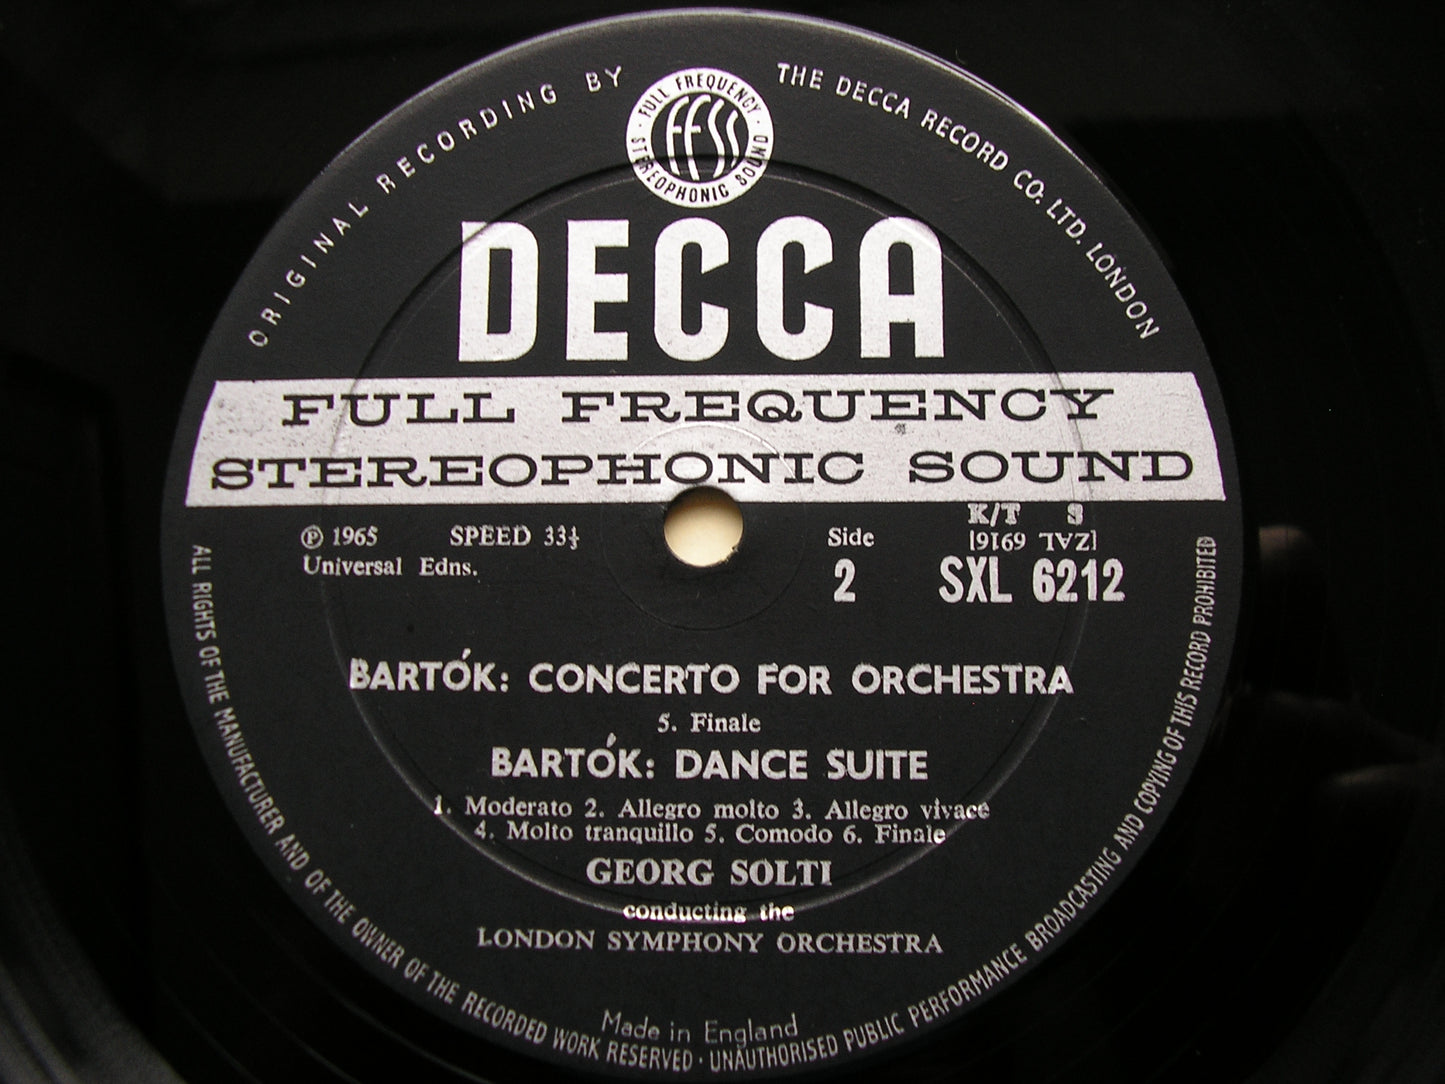 ORIGINAL RECORDING BY THE DECCA RECORD CO. LTD. LONDON
· FULL FREQUENCY · STEREOPHONIC SOUND
FFSS
DECCA
FULL FREQUENCY
STEREOPHONIC SOUND
℗ 1965 SPEED 33⅓
Universal Edns.
Side
2
K/T S
[ZAL 6916]
SXL 6212
BARTÓK: CONCERTO FOR ORCHESTRA
5. Finale
BARTÓK: DANCE SUITE
1. Moderato 2. Allegro molto 3. Allegro vivace
4. Molto tranquillo 5. Comodo 6. Finale
GEORG SOLTI
conducting the
LONDON SYMPHONY ORCHESTRA
Made in England
ALL RIGHTS OF THE MANUFACTURER AND OF THE OWNER OF THE RECORDED WORK RESERVED · UNAUTHORISED PUBLIC PERFORMANCE BROADCASTING AND COPYING OF THIS RECORD PROHIBITED